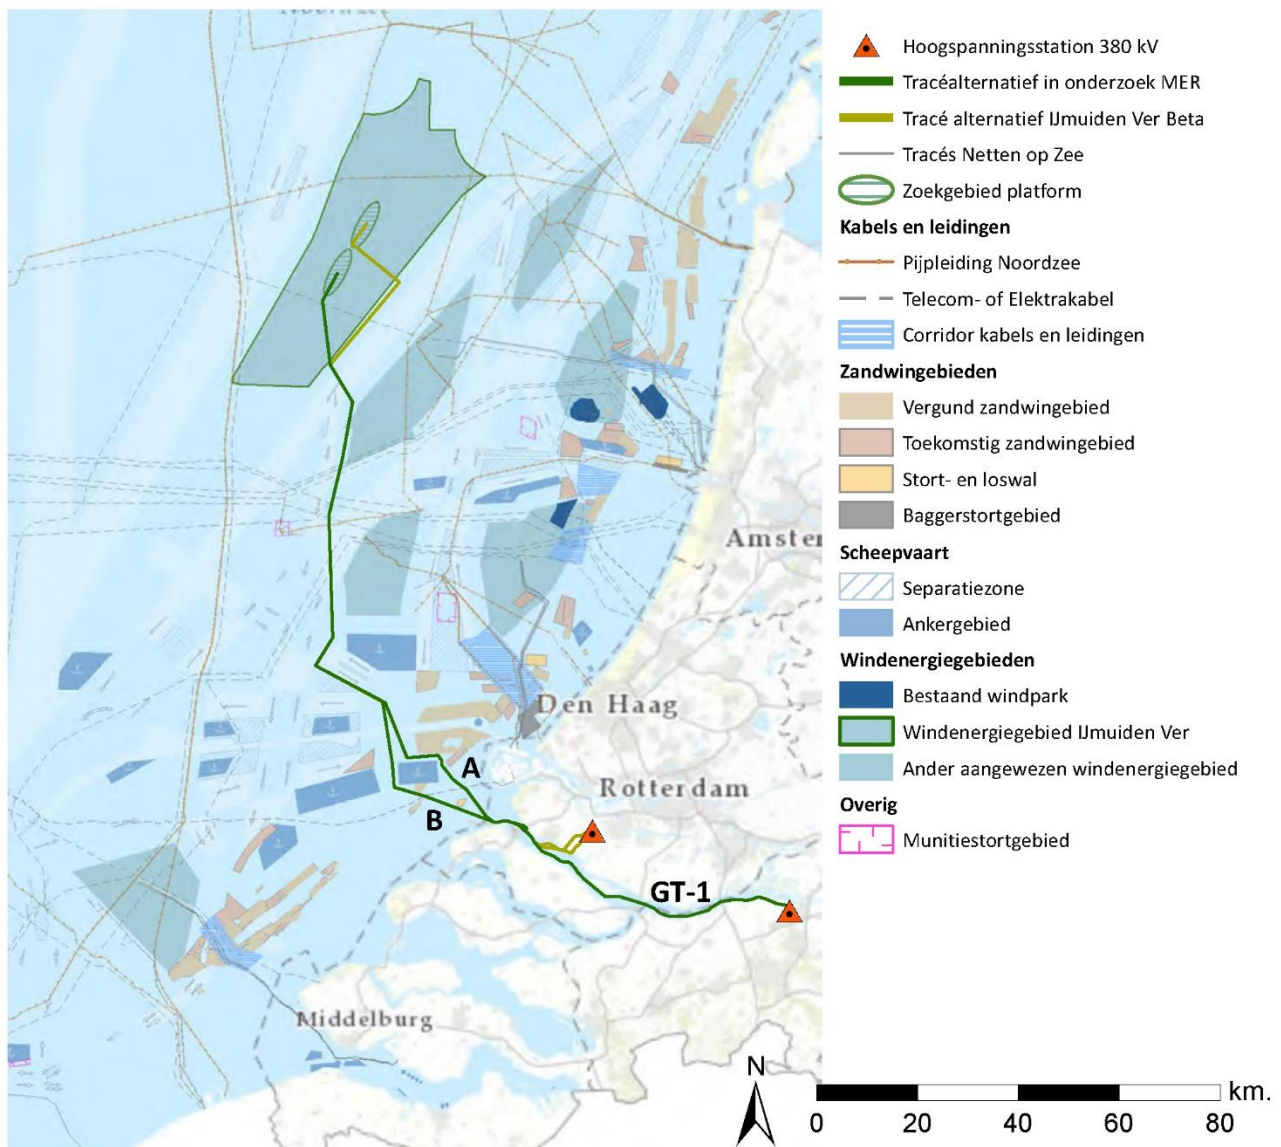 Noordzee
Hoogspanningsstation 380 kV
Tracéalternatief in onderzoek MER
Tracé alternatief IJmuiden Ver Beta
Tracés Netten op Zee
Zoekgebied platform
Kabels en leidingen
Pijpleiding Noordzee
Telecom- of Elektrakabel
Corridor kabels en leidingen
Zandwingebieden
Vergund zandwingebied
Toekomstig zandwingebied
Stort- en loswal
Baggerstortgebied
Scheepvaart
Separatiezone
Ankergebied
Windenergiegebieden
Bestaand windpark
Windenergiegebied IJmuiden Ver
Ander aangewezen windenergiegebied
Overig
Munitiestortgebied
Amster
Den Haag
A
Rotterdam
B
GT-1
Middelburg
N
km.
0 20 40 60 80